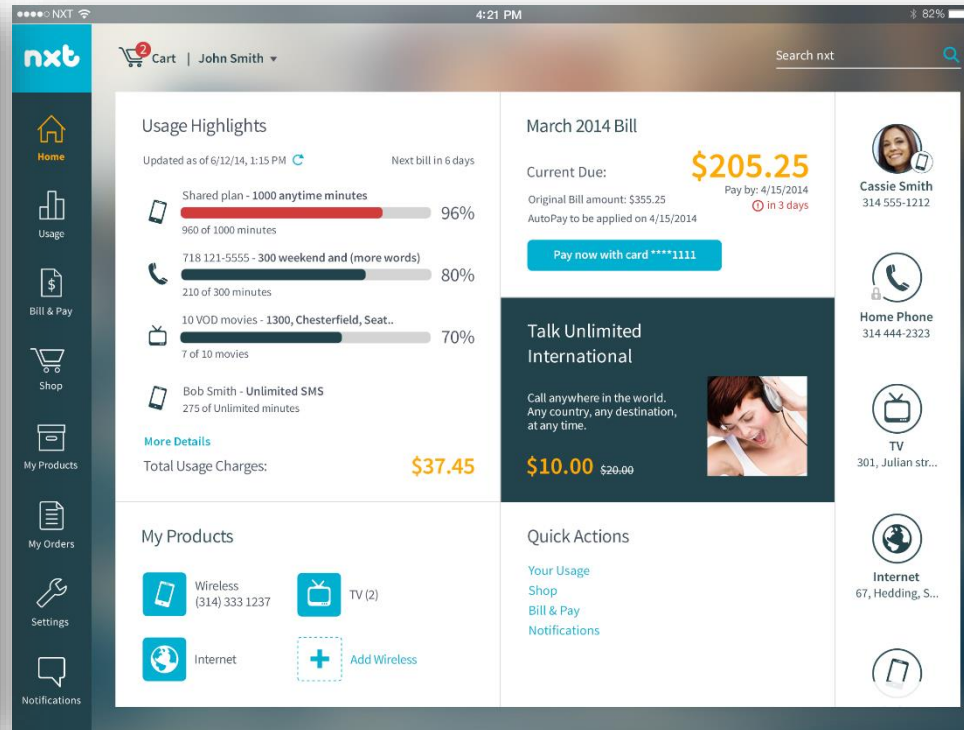 NXT
4:21 PM
82%
nxt
2
Cart | John Smith
Search nxt
Home
Usage
Bill & Pay
Shop
My Products
My Orders
Settings
Notifications
Usage Highlights
Updated as of 6/12/14, 1:15 PM
Next bill in 6 days
Shared plan - 1000 anytime minutes
96%
960 of 1000 minutes
718 121-5555 - 300 weekend and (more words)
80%
210 of 300 minutes
10 VOD movies - 1300, Chesterfield, Seat..
70%
7 of 10 movies
Bob Smith - Unlimited SMS
275 of Unlimited minutes
More Details
Total Usage Charges:
$37.45
March 2014 Bill
Current Due:
$205.25
Original Bill amount: $355.25
Pay by: 4/15/2014
in 3 days
AutoPay to be applied on 4/15/2014
Pay now with card ****1111
Talk Unlimited
International
Call anywhere in the world.
Any country, any destination,
at any time.
$10.00 $20.00
My Products
Wireless
(314) 333 1237
TV (2)
Internet
Add Wireless
Quick Actions
Your Usage
Shop
Bill & Pay
Notifications
Cassie Smith
314 555-1212
Home Phone
314 444-2323
TV
301, Julian str...
Internet
67, Hedding, S...